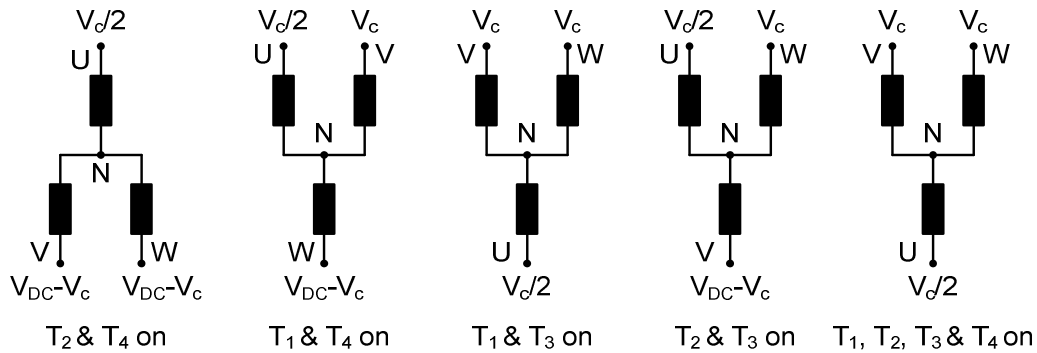 Vc/2 Vc/2 Vc Vc Vc Vc/2 Vc Vc Vc
U U V V W U W V W
N N N N N
V W W U V U
VDC-Vc VDC-Vc VDC-Vc Vc/2 VDC-Vc Vc/2
T2 & T4 on T1 & T4 on T1 & T3 on T2 & T3 on T1, T2, T3 & T4 on